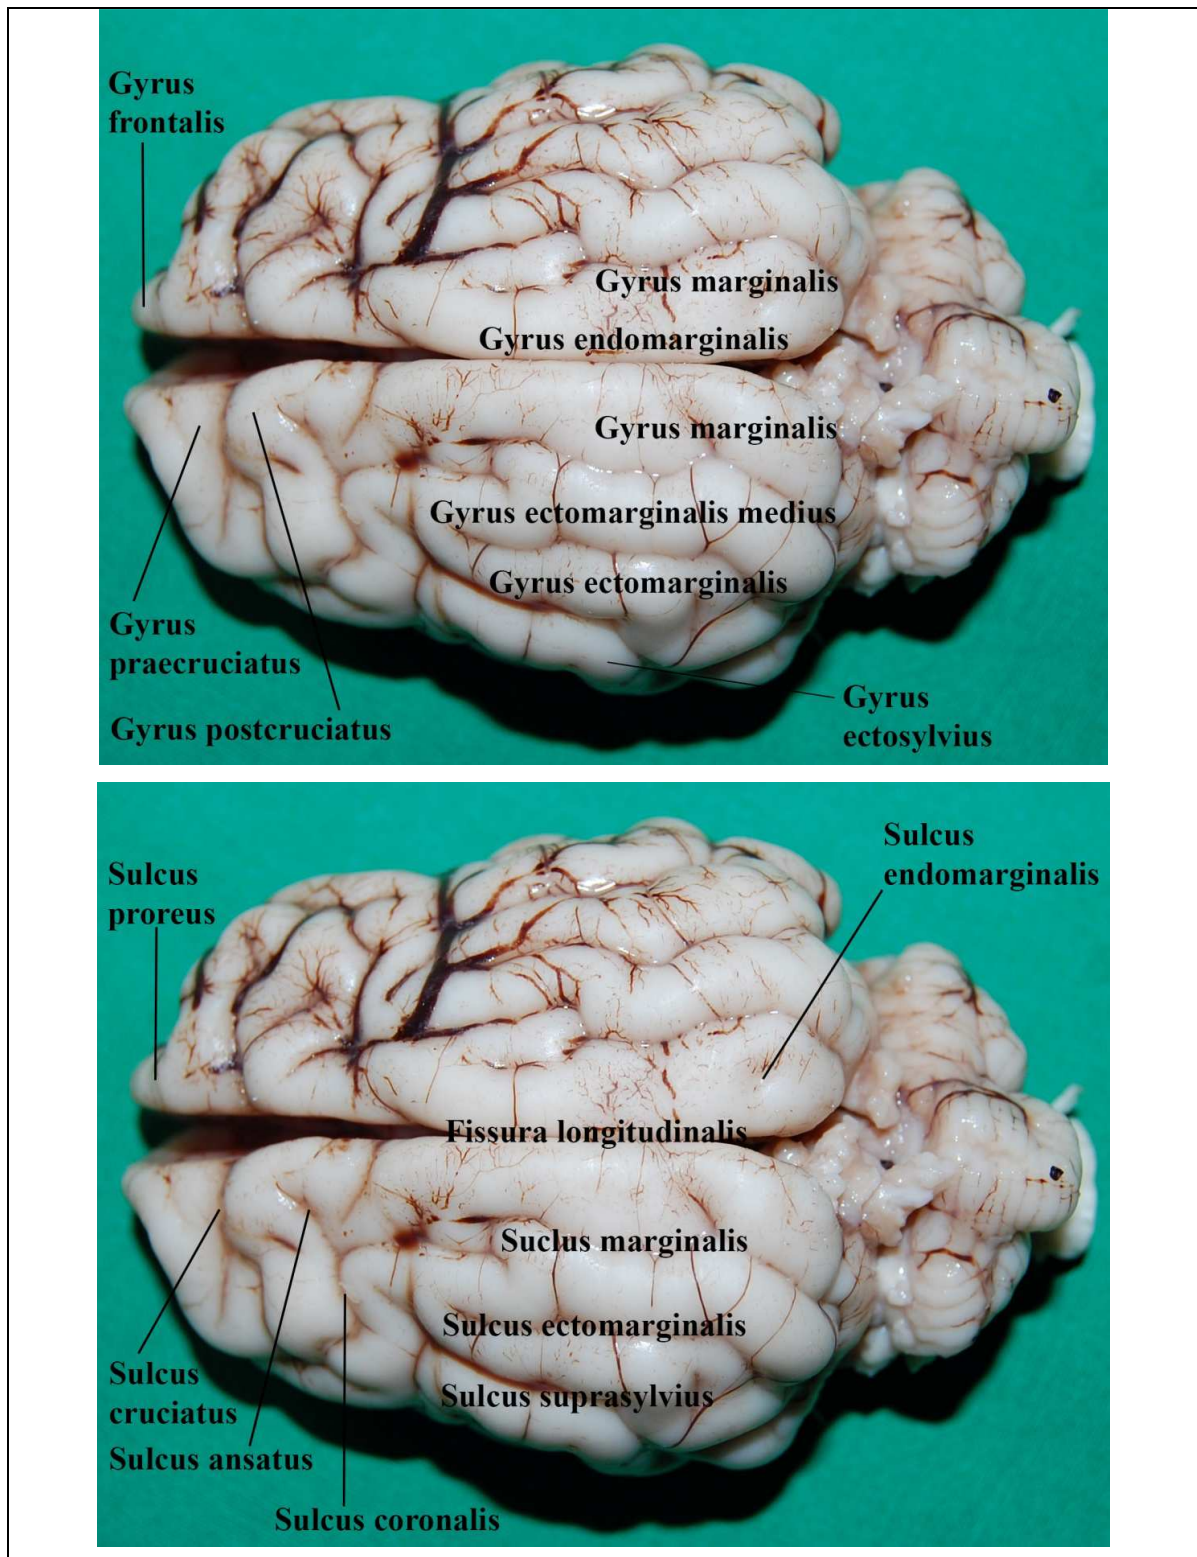 Gyrus
frontalis
Gyrus marginalis
Gyrus endomarginalis
Gyrus marginalis
Gyrus ectomarginalis medius
Gyrus ectomarginalis
Gyrus
praecruciatus
Gyrus postcruciatus
Gyrus
ectosylvius
Sulcus
endomarginalis
Sulcus
proreus
Fissura longitudinalis
Suclus marginalis
Sulcus ectomarginalis
Sulcus suprasylvius
Sulcus
cruciatus
Sulcus ansatus
Sulcus coronalis